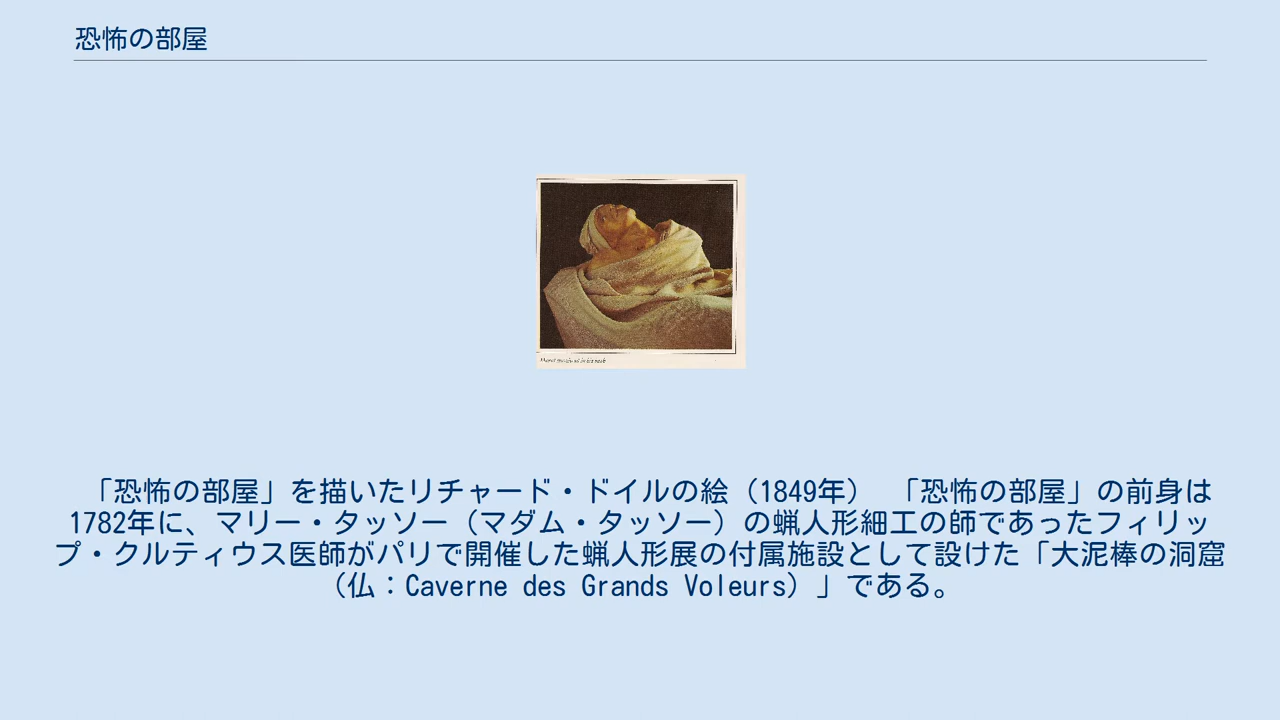 恐怖の部屋
「恐怖の部屋」を描いたリチャード・ドイルの絵（1849年）　「恐怖の部屋」の前身は
1782年に、マリー・タッソー（マダム・タッソー）の蝋人形細工の師であったフィリッ
プ・クルティウス医師がパリで開催した蝋人形展の付属施設として設けた「大泥棒の洞窟
（仏：Caverne des Grands Voleurs）」である。